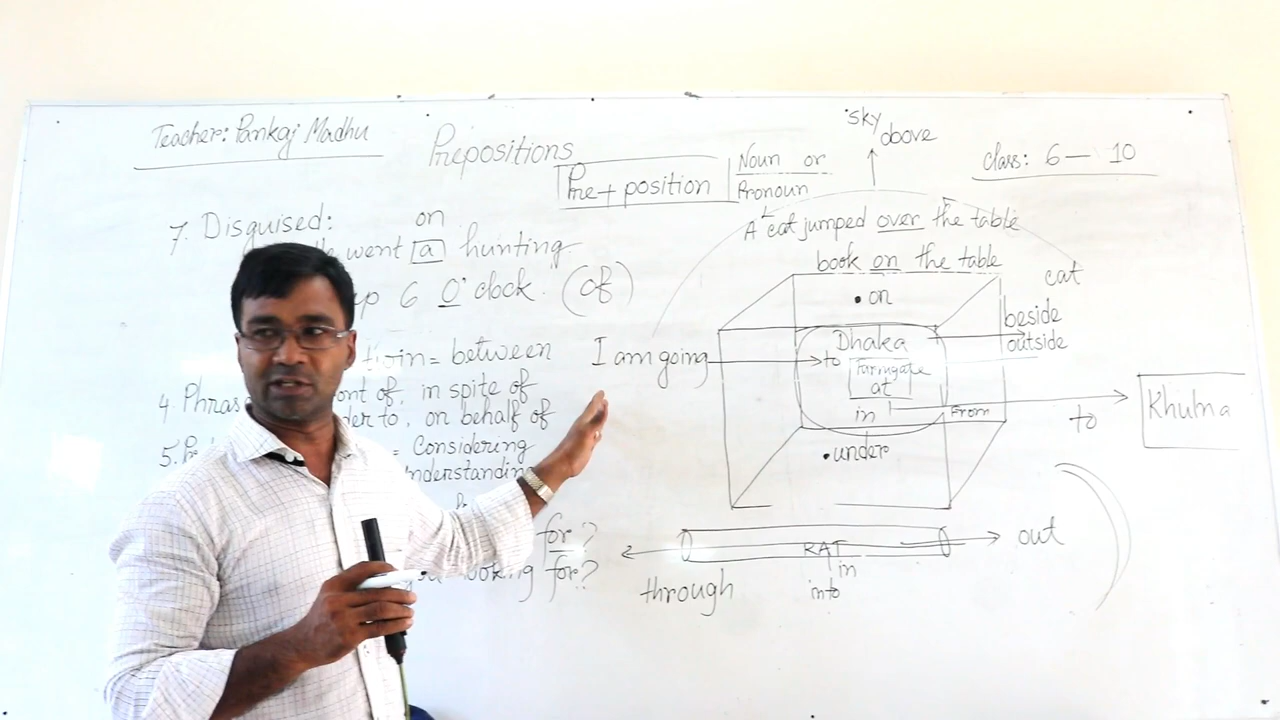 Teacher: Pankaj Madhu
Prepositions
Pre + position
Noun or
Pronoun
sky
above
class: 6 — 10
7. Disguised: on
went a hunting.
up 6 O'clock. (of)
= between
4. Phras ont of, in spite of
der to, on behalf of
5. = Considering
nderstandin
for?
looking for?
A cat jumped over the table
book on the table
cat
• on
beside
outside
I am going
to
Dhaka
Farmgate
at
in
From
to
Khulna
• under
RAT
in
into
through
out